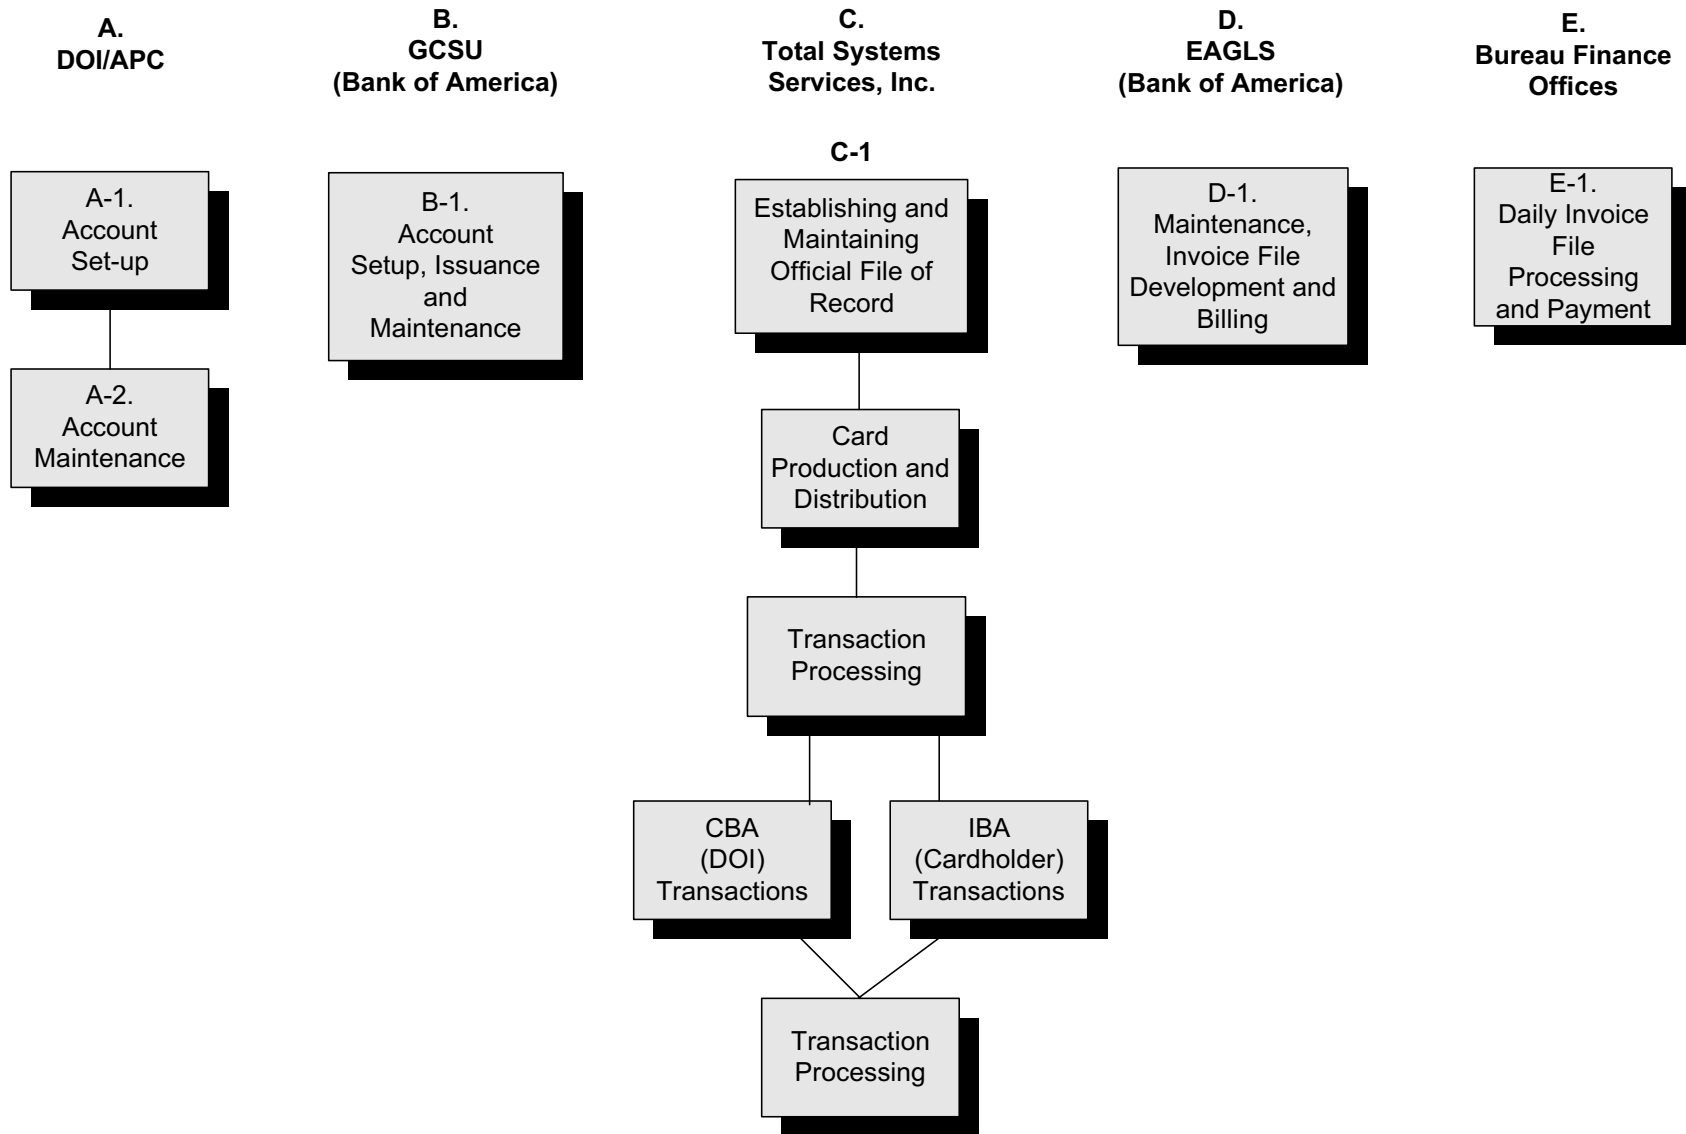 A.
DOI/APC
B.
GCSU
(Bank of America)
C.
Total Systems
Services, Inc.
D.
EAGLS
(Bank of America)
E.
Bureau Finance
Offices
A-1.
Account
Set-up
A-2.
Account
Maintenance
B-1.
Account
Setup, Issuance
and
Maintenance
C-1
Establishing and
Maintaining
Official File of
Record
Card
Production and
Distribution
Transaction
Processing
CBA
(DOI)
Transactions
IBA
(Cardholder)
Transactions
Transaction
Processing
D-1.
Maintenance,
Invoice File
Development and
Billing
E-1.
Daily Invoice
File
Processing
and Payment